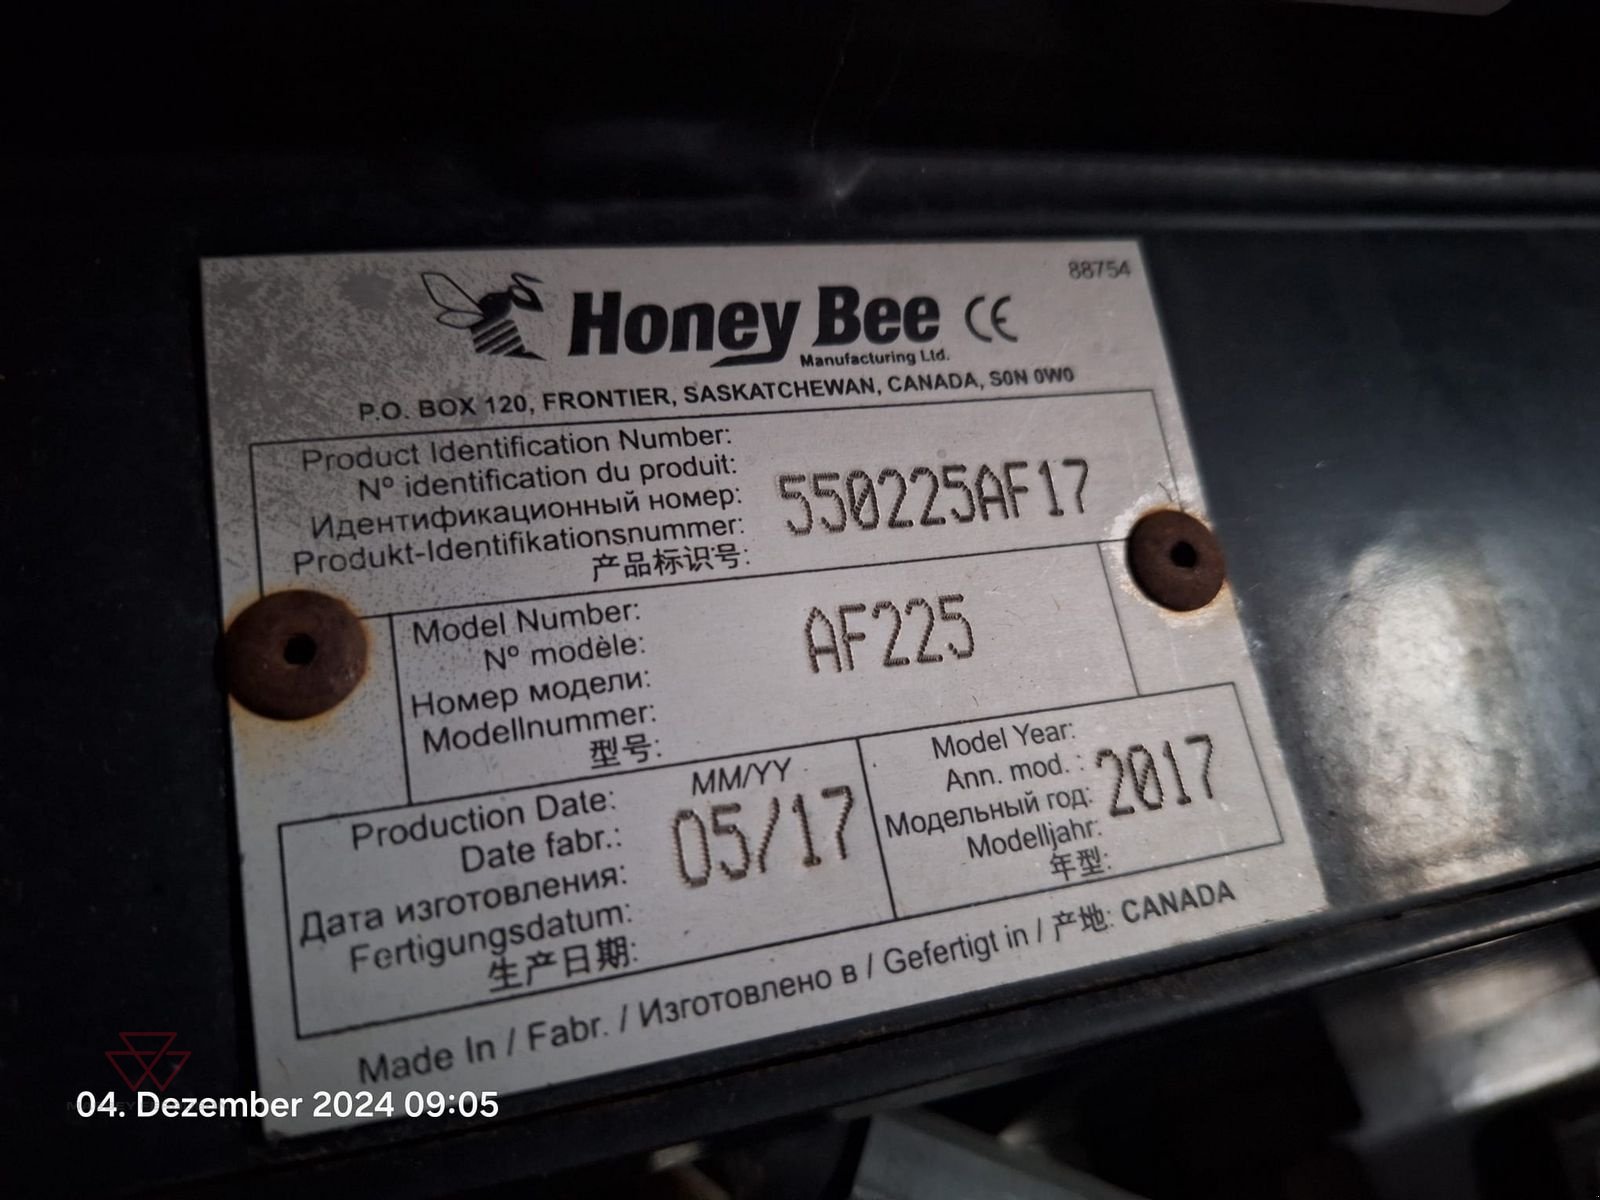 88754
Honey Bee CE
Manufacturing Ltd.
P.O. BOX 120, FRONTIER, SASKATCHEWAN, CANADA, S0N 0W0
Product Identification Number:
Nº identification du produit:
Идентификационный номер:
Produkt-Identifikationsnummer:
产品标识号:
550225AF17
Model Number:
Nº modèle:
Номер модели:
Modellnummer:
型号:
AF225
Production Date:
Date fabr.:
Дата изготовления:
Fertigungsdatum:
生产日期:
MM/YY
05/17
Model Year:
Ann. mod. :
Модельный год:
Modelljahr:
年型:
2017
Made In / Fabr. / Изготовлено в / Gefertigt in / 产地: CANADA
04. Dezember 2024 09:05